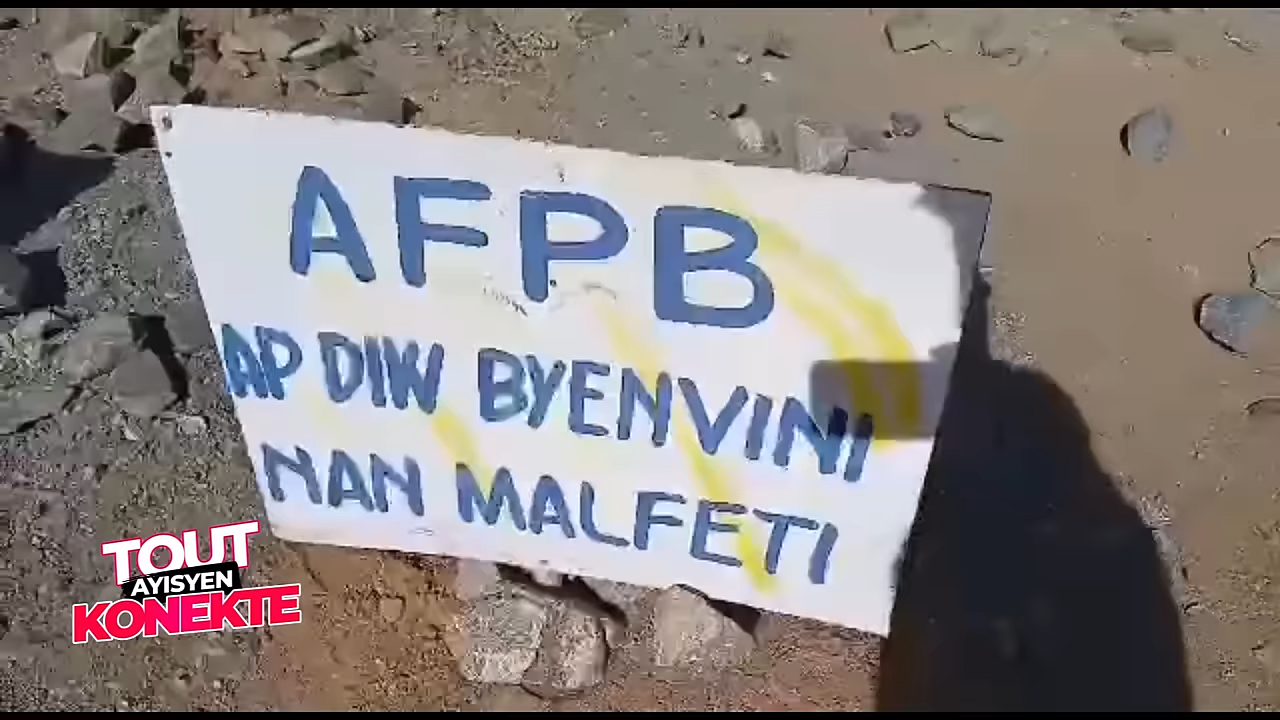 AFPB
AP DIW BYENVINI
NAN MALFETI
TOUT
AYISYEN
KONEKTE